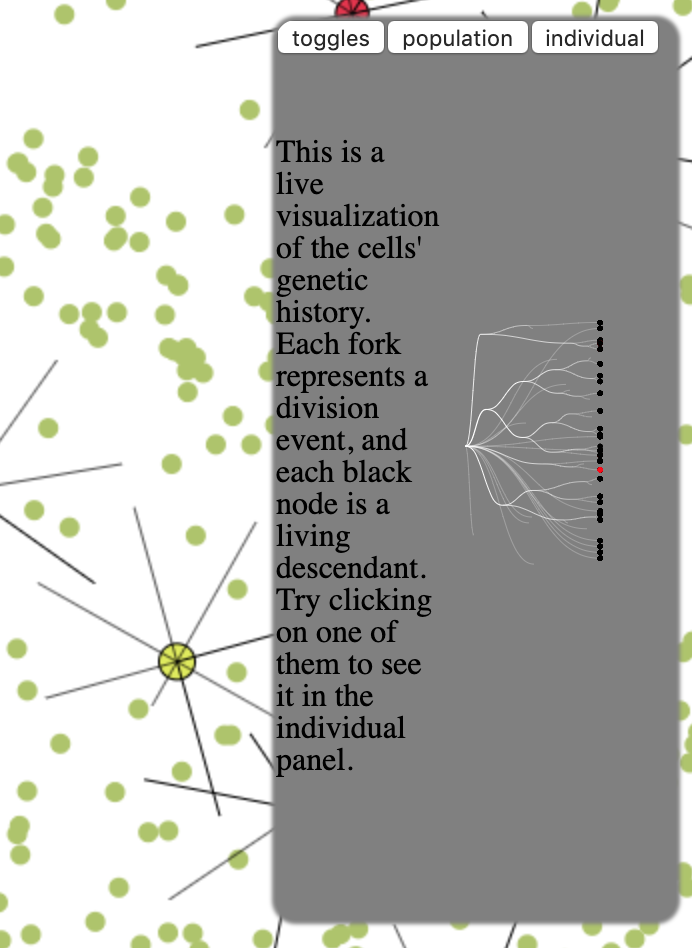 toggles population individual
This is a
live
visualization
of the cells'
genetic
history.
Each fork
represents a
division
event, and
each black
node is a
living
descendant.
Try clicking
on one of
them to see
it in the
individual
panel.